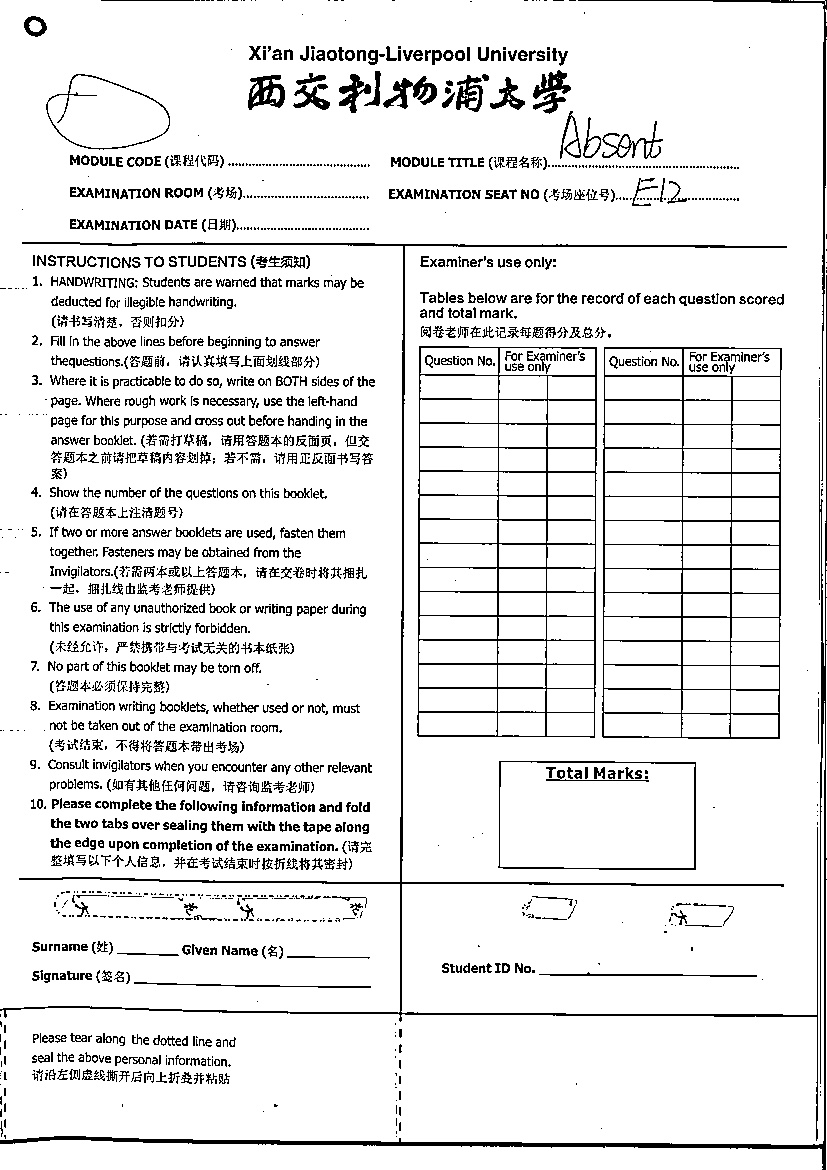 Xi'an Jiaotong-Liverpool University
西交利物浦大学
Absent
MODULE CODE (课程代码) ........................................ MODULE TITLE (课程名称)........................................
EXAMINATION ROOM (考场)........................................ EXAMINATION SEAT NO (考场座位号)....E12....................
EXAMINATION DATE (日期)........................................
INSTRUCTIONS TO STUDENTS (考生须知)
1. HANDWRITING: Students are warned that marks may be
deducted for illegible handwriting.
(请书写清楚，否则扣分)
2. Fill in the above lines before beginning to answer
thequestions.(答题前，请认真填写上面划线部分)
3. Where it is practicable to do so, write on BOTH sides of the
page. Where rough work is necessary, use the left-hand
page for this purpose and cross out before handing in the
answer booklet. (若需打草稿，请用答题本的反面页，但交
答题本之前请把草稿内容划掉；若不需，请用正反面书写答
案)
4. Show the number of the questions on this booklet.
(请在答题本上注清题号)
5. If two or more answer booklets are used, fasten them
together. Fasteners may be obtained from the
Invigilators.(若需两本或以上答题本，请在交卷时将其捆扎
一起，捆扎线由监考老师提供)
6. The use of any unauthorized book or writing paper during
this examination is strictly forbidden.
(未经允许，严禁携带与考试无关的书本纸张)
7. No part of this booklet may be torn off.
(答题本必须保持完整)
8. Examination writing booklets, whether used or not, must
not be taken out of the examination room.
(考试结束，不得将答题本带出考场)
9. Consult invigilators when you encounter any other relevant
problems. (如有其他任何问题，请咨询监考老师)
10. Please complete the following information and fold
the two tabs over sealing them with the tape along
the edge upon completion of the examination. (请完
整填写以下个人信息，并在考试结束时按折线将其密封)
Examiner's use only:
Tables below are for the record of each question scored
and total mark.
阅卷老师在此记录每题得分及总分。
Question No. For Examiner's Question No. For Examiner's
use only use only
Total Marks:
Surname (姓) ________ Given Name (名) __________
Signature (签名) ______________________________
Student ID No. ____________________________
Please tear along the dotted line and
seal the above personal information.
请沿左侧虚线撕开后向上折叠并粘贴